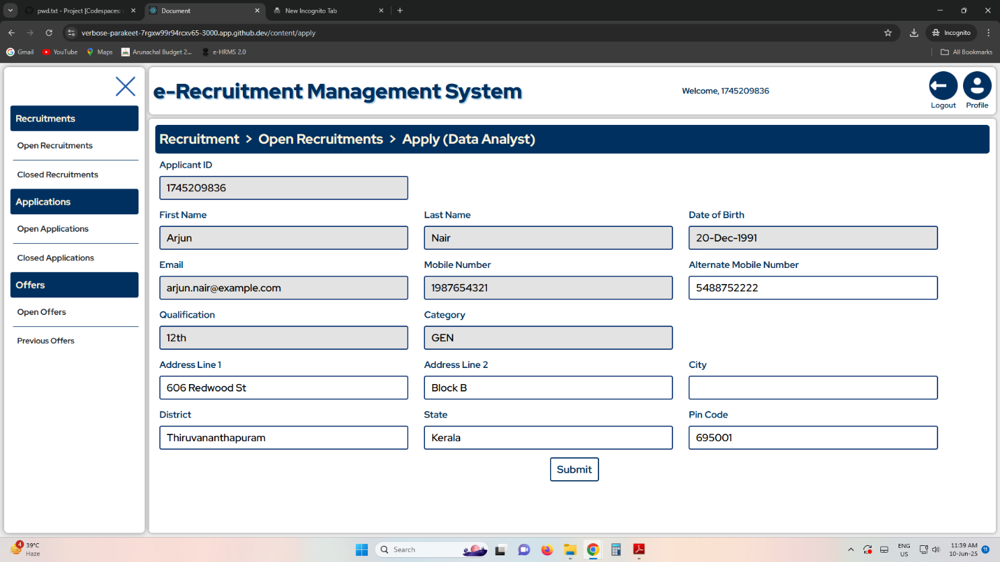 pwd.txt - Project [Codespaces:
Document
New Incognito Tab
verbose-parakeet-7rgxw99r94rcxv65-3000.app.github.dev/content/apply
Incognito
Gmail
YouTube
Maps
Arunachal Budget 2...
e-HRMS 2.0
All Bookmarks
e-Recruitment Management System
Welcome, 1745209836
Logout
Profile
Recruitments
Open Recruitments
Closed Recruitments
Applications
Open Applications
Closed Applications
Offers
Open Offers
Previous Offers
Recruitment > Open Recruitments > Apply (Data Analyst)
Applicant ID
1745209836
First Name
Last Name
Date of Birth
Arjun
Nair
20-Dec-1991
Email
Mobile Number
Alternate Mobile Number
arjun.nair@example.com
1987654321
5488752222
Qualification
Category
12th
GEN
Address Line 1
Address Line 2
City
606 Redwood St
Block B
District
State
Pin Code
Thiruvananthapuram
Kerala
695001
Submit
4
39°C
Haze
Search
ENG
US
11:39 AM
10-Jun-25
11